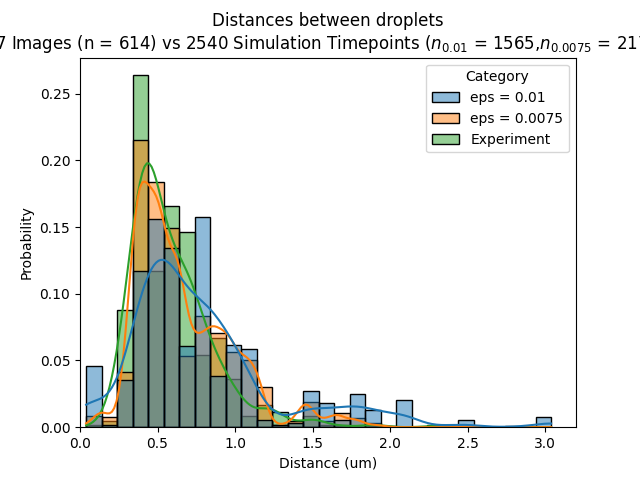 Distances between droplets
7 Images (n = 614) vs 2540 Simulation Timepoints (n0.01 = 1565,n0.0075 = 217
Category
eps = 0.01
eps = 0.0075
Experiment
Probability
0.25
0.20
0.15
0.10
0.05
0.00
0.0 0.5 1.0 1.5 2.0 2.5 3.0
Distance (um)